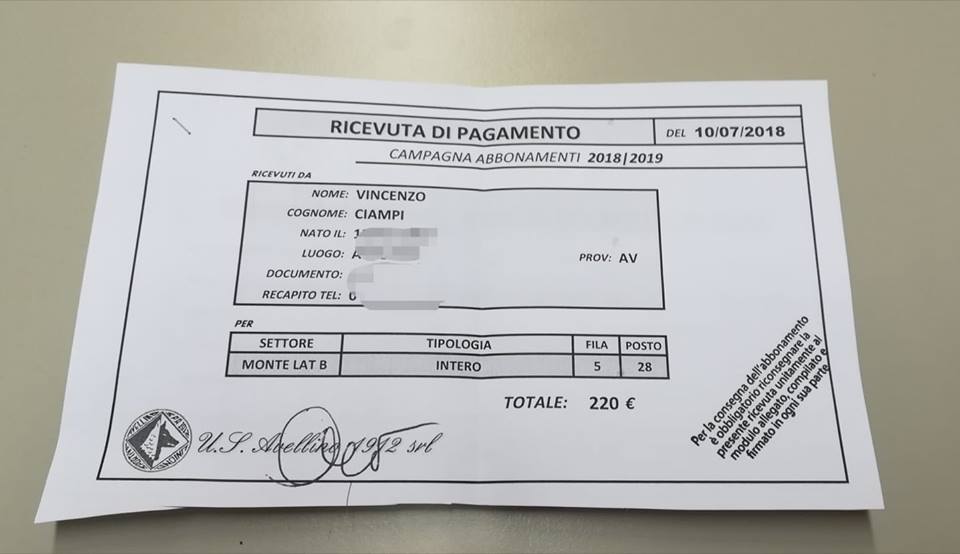 RICEVUTA DI PAGAMENTO
DEL 10/07/2018
CAMPAGNA ABBONAMENTI 2018|2019
RICEVUTI DA
NOME: VINCENZO
COGNOME: CIAMPI
NATO IL: 1
LUOGO: A
PROV: AV
DOCUMENTO:
RECAPITO TEL: 0
PER
SETTORE TIPOLOGIA FILA POSTO
MONTE LAT B INTERO 5 28
TOTALE: 220 €
Per la consegna dell'abbonamento
è obbligatorio riconsegnare la
presente ricevuta unitamente al
modulo allegato, compilato e
firmato in ogni sua parte.
U.S. Avellino 1912 srl